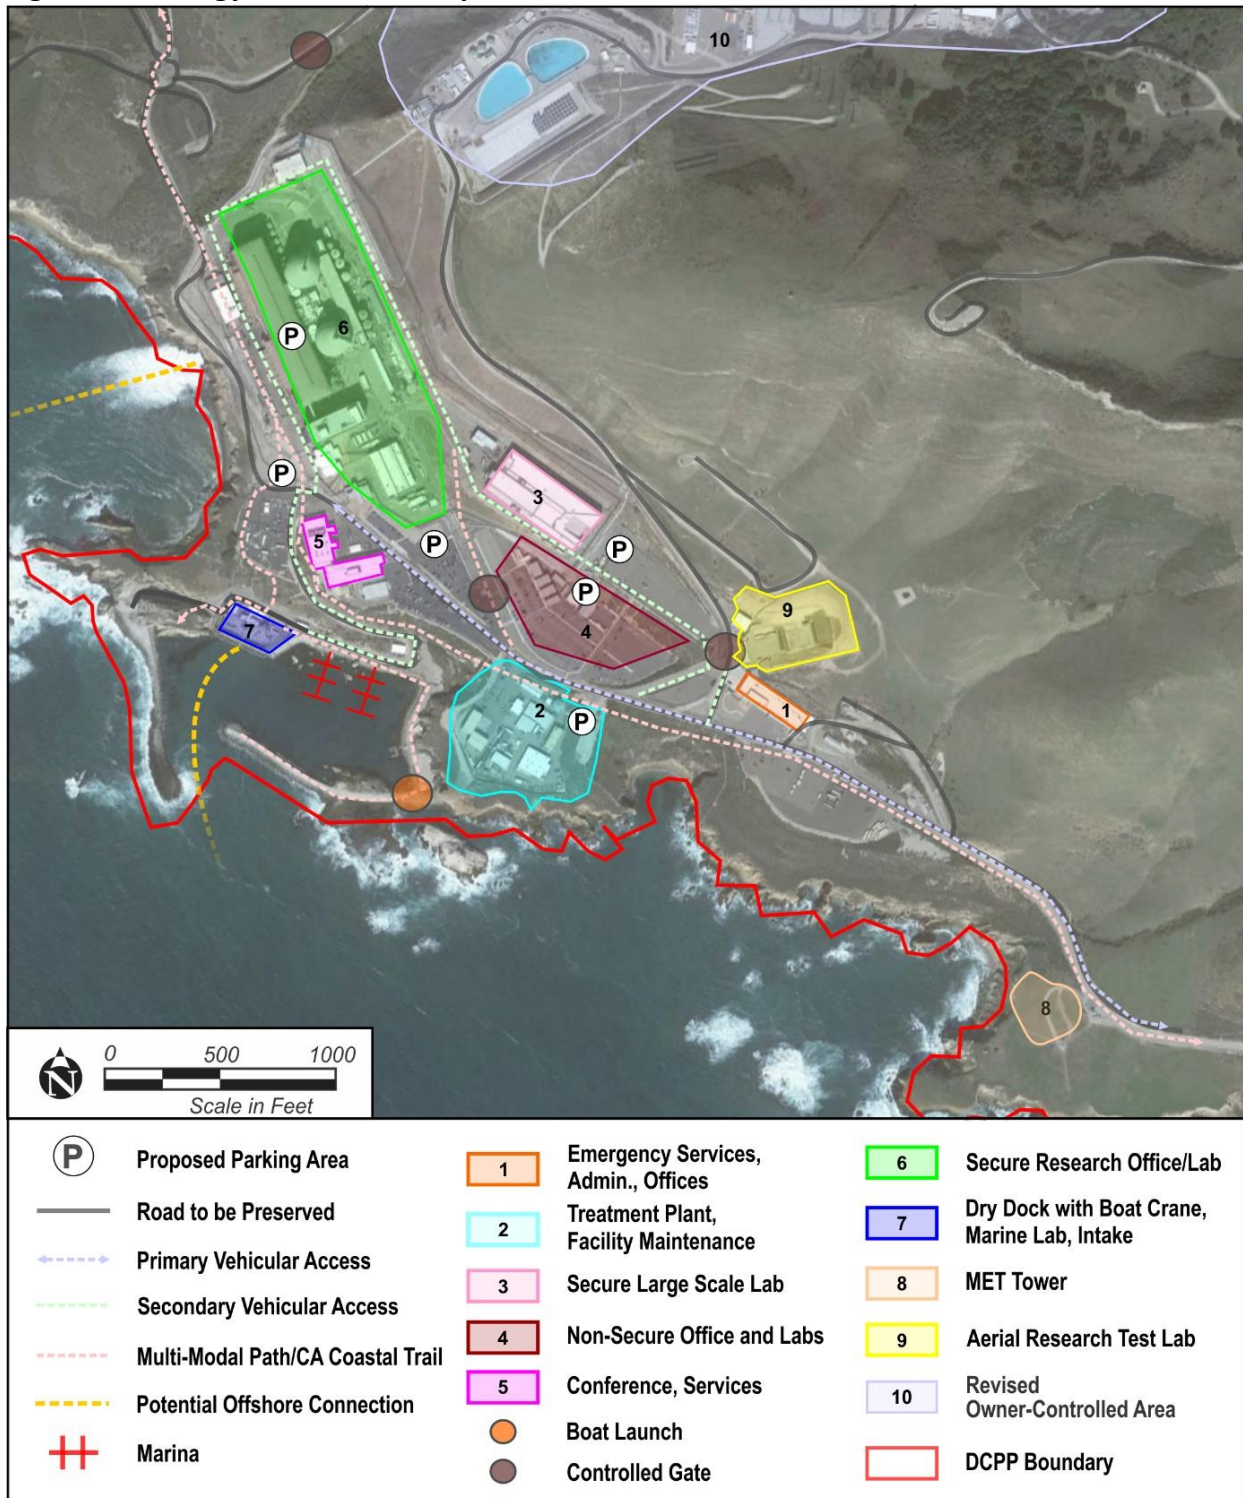 10
6
P
P
3
5
P
P
P
4
9
7
2
P
1
8
N
0 500 1000
Scale in Feet
P Proposed Parking Area
Road to be Preserved
Primary Vehicular Access
Secondary Vehicular Access
Multi-Modal Path/CA Coastal Trail
Potential Offshore Connection
Marina
1 Emergency Services,
Admin., Offices
2 Treatment Plant,
Facility Maintenance
3 Secure Large Scale Lab
4 Non-Secure Office and Labs
5 Conference, Services
Boat Launch
Controlled Gate
6 Secure Research Office/Lab
7 Dry Dock with Boat Crane,
Marine Lab, Intake
8 MET Tower
9 Aerial Research Test Lab
10 Revised
Owner-Controlled Area
DCPP Boundary